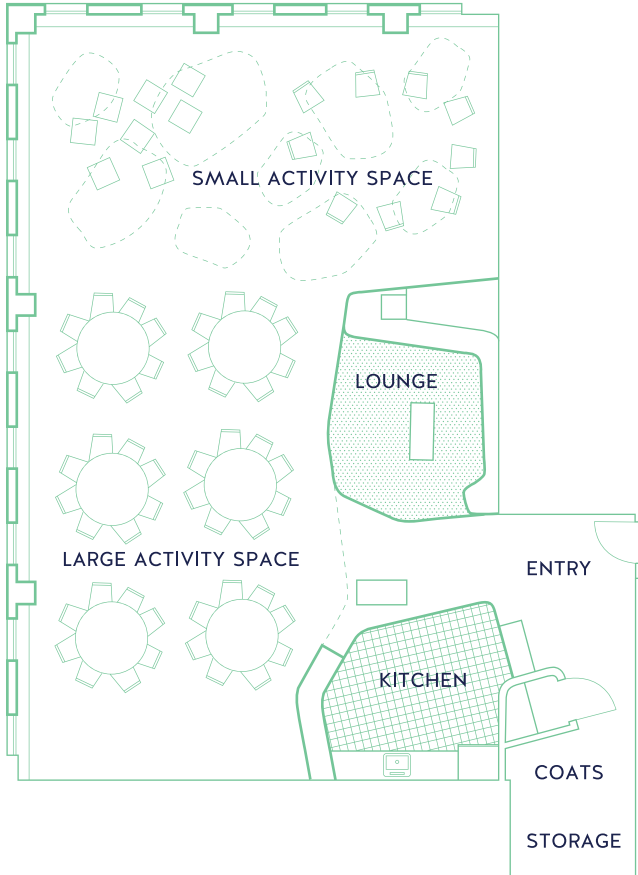 SMALL ACTIVITY SPACE
LOUNGE
LARGE ACTIVITY SPACE
ENTRY
KITCHEN
COATS
STORAGE